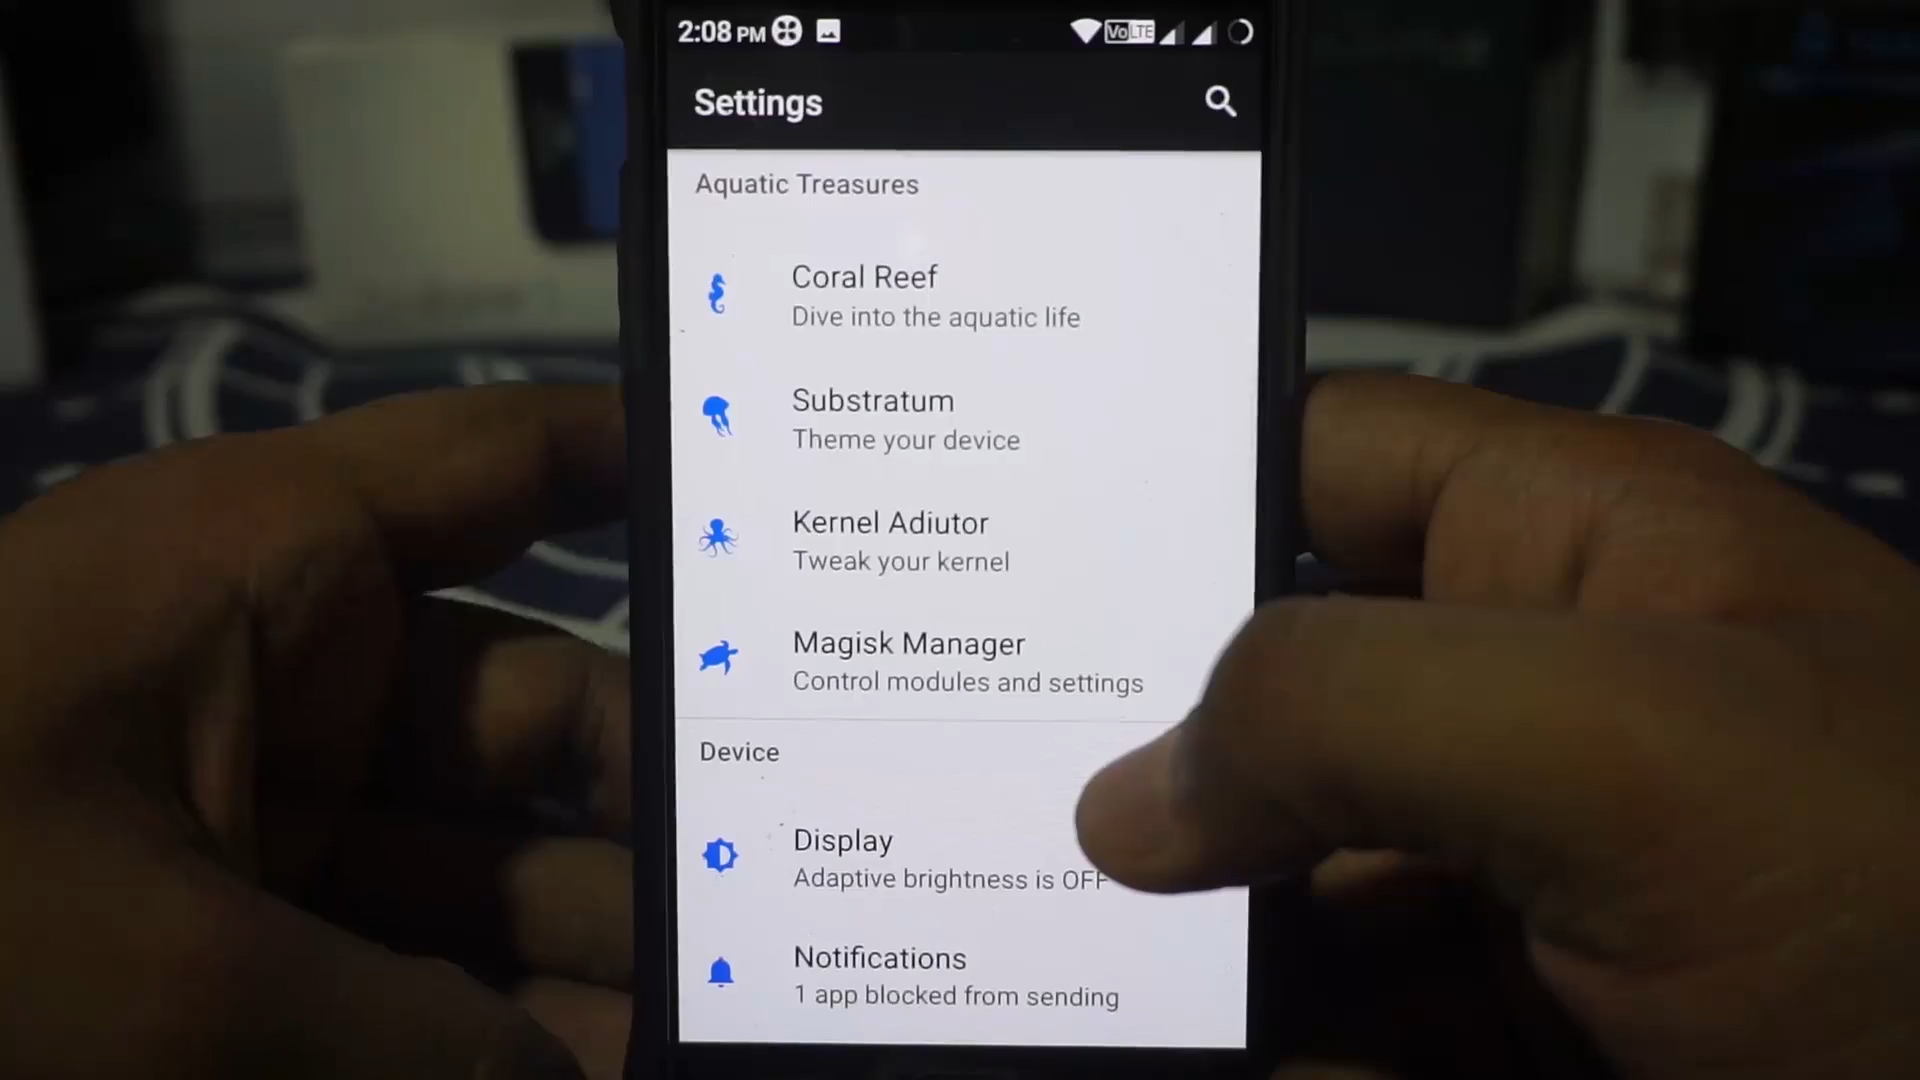 2:08 PM
VoLTE
Settings
Aquatic Treasures
Coral Reef
Dive into the aquatic life
Substratum
Theme your device
Kernel Adiutor
Tweak your kernel
Magisk Manager
Control modules and settings
Device
Display
Adaptive brightness is OFF
Notifications
1 app blocked from sending